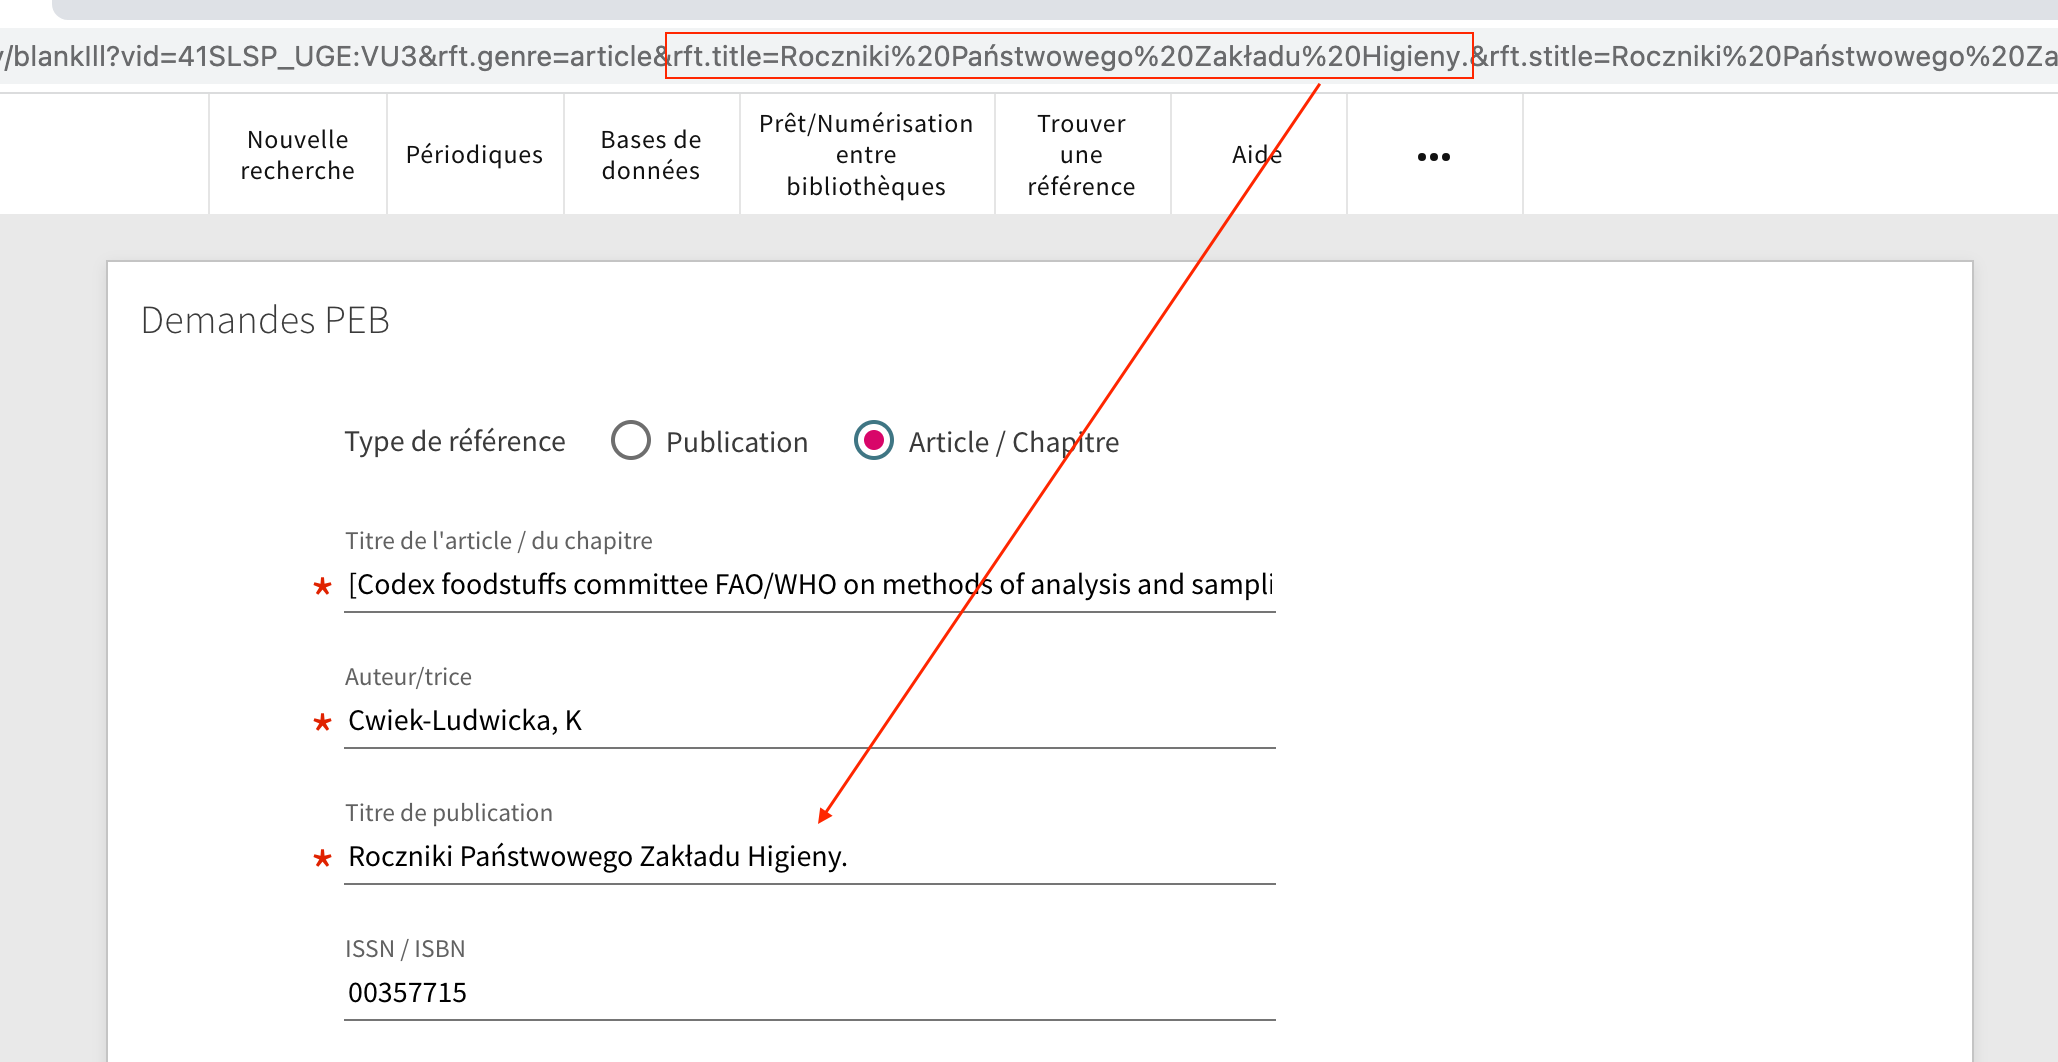 /blankIll?vid=41SLSP_UGE:VU3&rft.genre=article&rft.title=Roczniki%20Państwowego%20Zakładu%20Higieny.&rft.stitle=Roczniki%20Państwowego%20Za
Nouvelle
recherche
Périodiques
Bases de
données
Prêt/Numérisation
entre
bibliothèques
Trouver
une
référence
Aide
•••
Demandes PEB
Type de référence Publication Article / Chapitre
Titre de l'article / du chapitre
* [Codex foodstuffs committee FAO/WHO on methods of analysis and sampli
Auteur/trice
* Cwiek-Ludwicka, K
Titre de publication
* Roczniki Państwowego Zakładu Higieny.
ISSN / ISBN
00357715